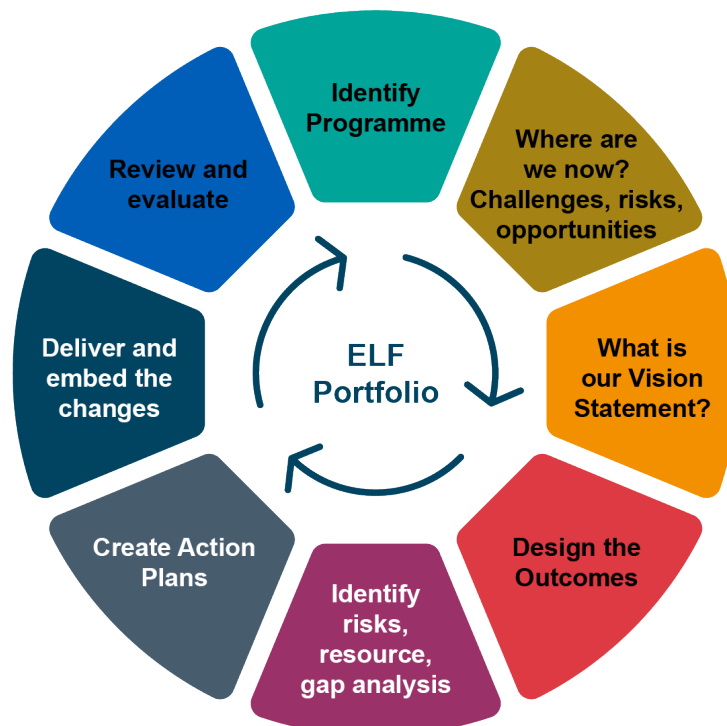 Identify
Programme
Where are
we now?
Challenges, risks,
opportunities
What is
our Vision
Statement?
Design the
Outcomes
Identify
risks,
resource,
gap analysis
Create Action
Plans
Deliver and
embed the
changes
Review and
evaluate
ELF
Portfolio